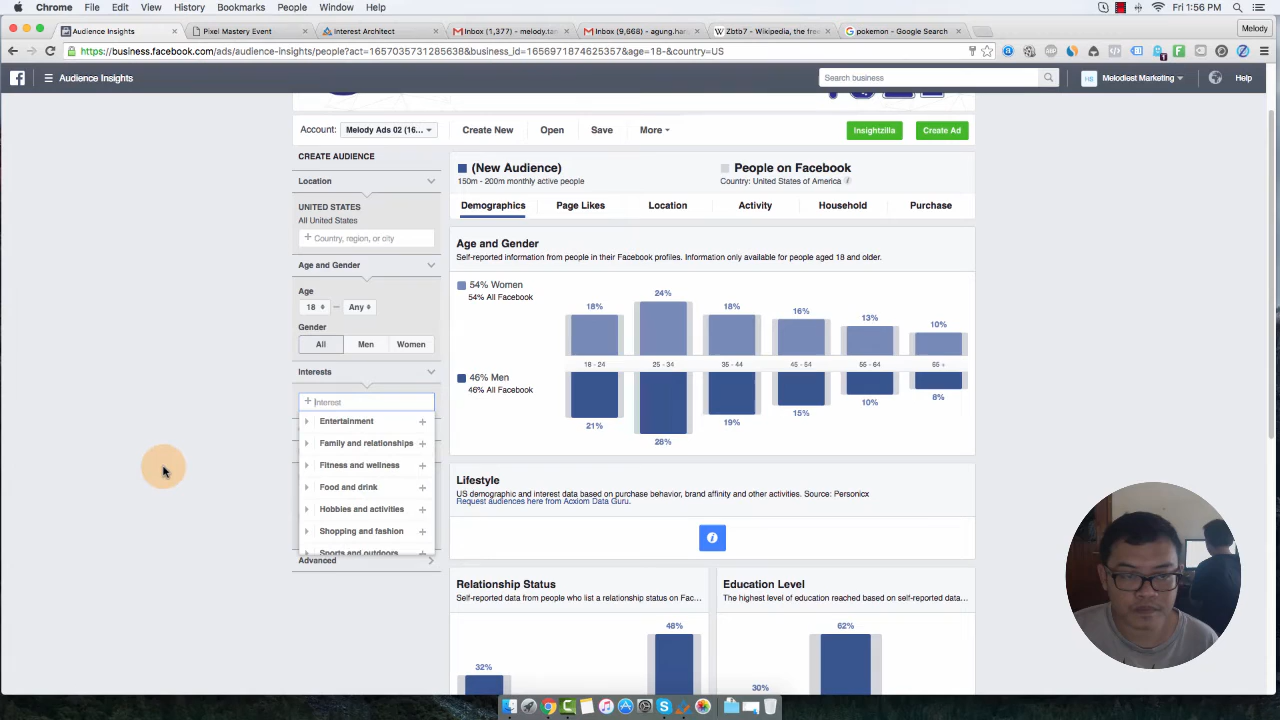 Chrome File Edit View History Bookmarks People Window Help
Fri 1:56 PM
Audience Insights
Pixel Mastery Event
Interest Architect
Inbox (1,377) - melody.tan
Inbox (9,668) - agung.har
Zbtb7 - Wikipedia, the fre
pokemon - Google Search
Melody
https://business.facebook.com/ads/audience-insights/people?act=1657035731285638&business_id=1656971874625357&age=18-&country=US
Audience Insights
Search business
Melodiest Marketing
Help
Account:
Melody Ads 02 (16...
Create New
Open
Save
More
Insightzilla
Create Ad
CREATE AUDIENCE
Location
UNITED STATES
All United States
+ Country, region, or city
Age and Gender
Age
18 – Any
Gender
All Men Women
Interests
+ Interest
Entertainment +
Family and relationships +
Fitness and wellness +
Food and drink +
Hobbies and activities +
Shopping and fashion +
Sports and outdoors +
Advanced
(New Audience)
150m - 200m monthly active people
People on Facebook
Country: United States of America
Demographics Page Likes Location Activity Household Purchase
Age and Gender
Self-reported information from people in their Facebook profiles. Information only available for people aged 18 and older.
54% Women
54% All Facebook
18% 24% 18% 16% 13% 10%
18 - 24 25 - 34 35 - 44 45 - 54 55 - 64 65 +
46% Men
46% All Facebook
21% 28% 19% 15% 10% 8%
Lifestyle
US demographic and interest data based on purchase behavior, brand affinity and other activities. Source: Personicx
Request audiences here from Acxiom Data Guru.
Relationship Status
Self-reported data from people who list a relationship status on Fac...
32% 48%
Education Level
The highest level of education reached based on self-reported data...
30% 62%